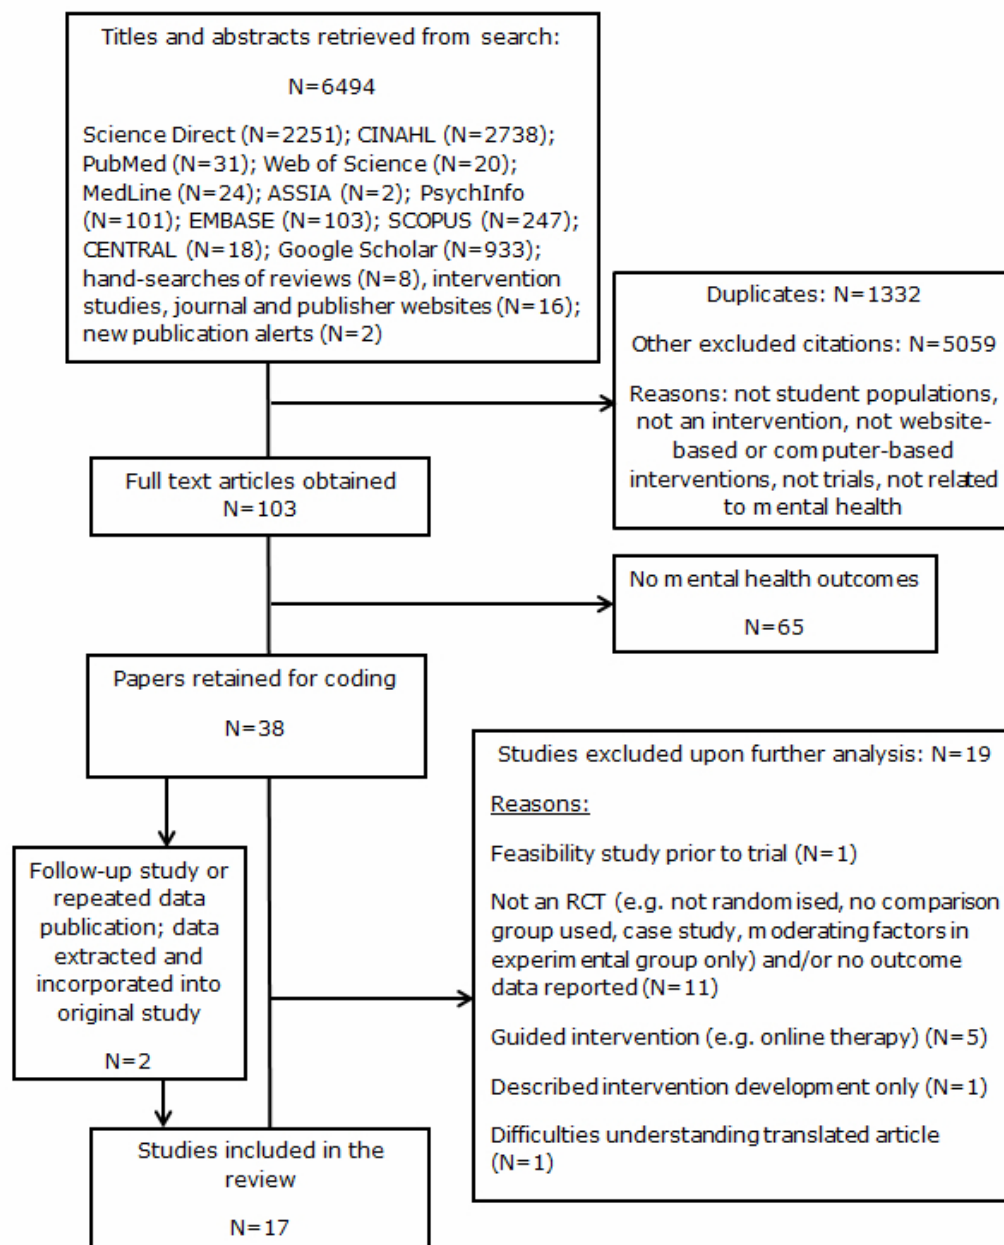 Titles and abstracts retrieved from search:
N=6494
Science Direct (N=2251); CINAHL (N=2738);
PubMed (N=31); Web of Science (N=20);
MedLine (N=24); ASSIA (N=2); PsychInfo
(N=101); EMBASE (N=103); SCOPUS (N=247);
CENTRAL (N=18); Google Scholar (N=933);
hand-searches of reviews (N=8), intervention
studies, journal and publisher websites (N=16);
new publication alerts (N=2)
Duplicates: N=1332
Other excluded citations: N=5059
Reasons: not student populations,
not an intervention, not website-
based or computer-based
interventions, not trials, not related
to mental health
Full text articles obtained
N=103
No mental health outcomes
N=65
Papers retained for coding
N=38
Studies excluded upon further analysis: N=19
Reasons:
Feasibility study prior to trial (N=1)
Not an RCT (e.g. not randomised, no comparison
group used, case study, moderating factors in
experimental group only) and/or no outcome
data reported (N=11)
Guided intervention (e.g. online therapy) (N=5)
Described intervention development only (N=1)
Difficulties understanding translated article
(N=1)
Follow-up study or
repeated data
publication; data
extracted and
incorporated into
original study
N=2
Studies included in the
review
N=17